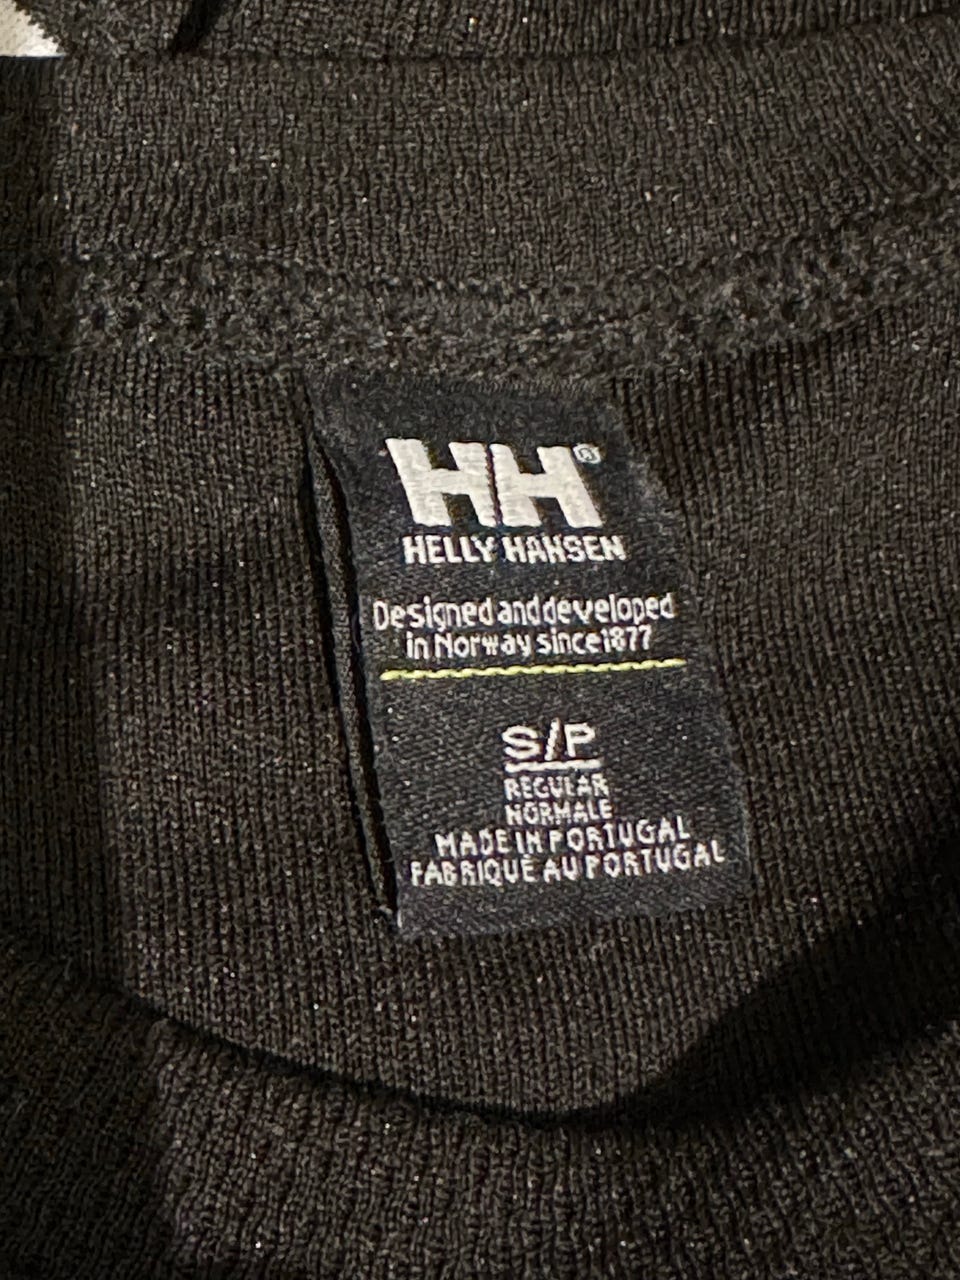 HH®
HELLY HANSEN
Designed and developed
in Norway since 1877
S/P
REGULAR
NORMALE
MADE IN PORTUGAL
FABRIQUÉ AU PORTUGAL